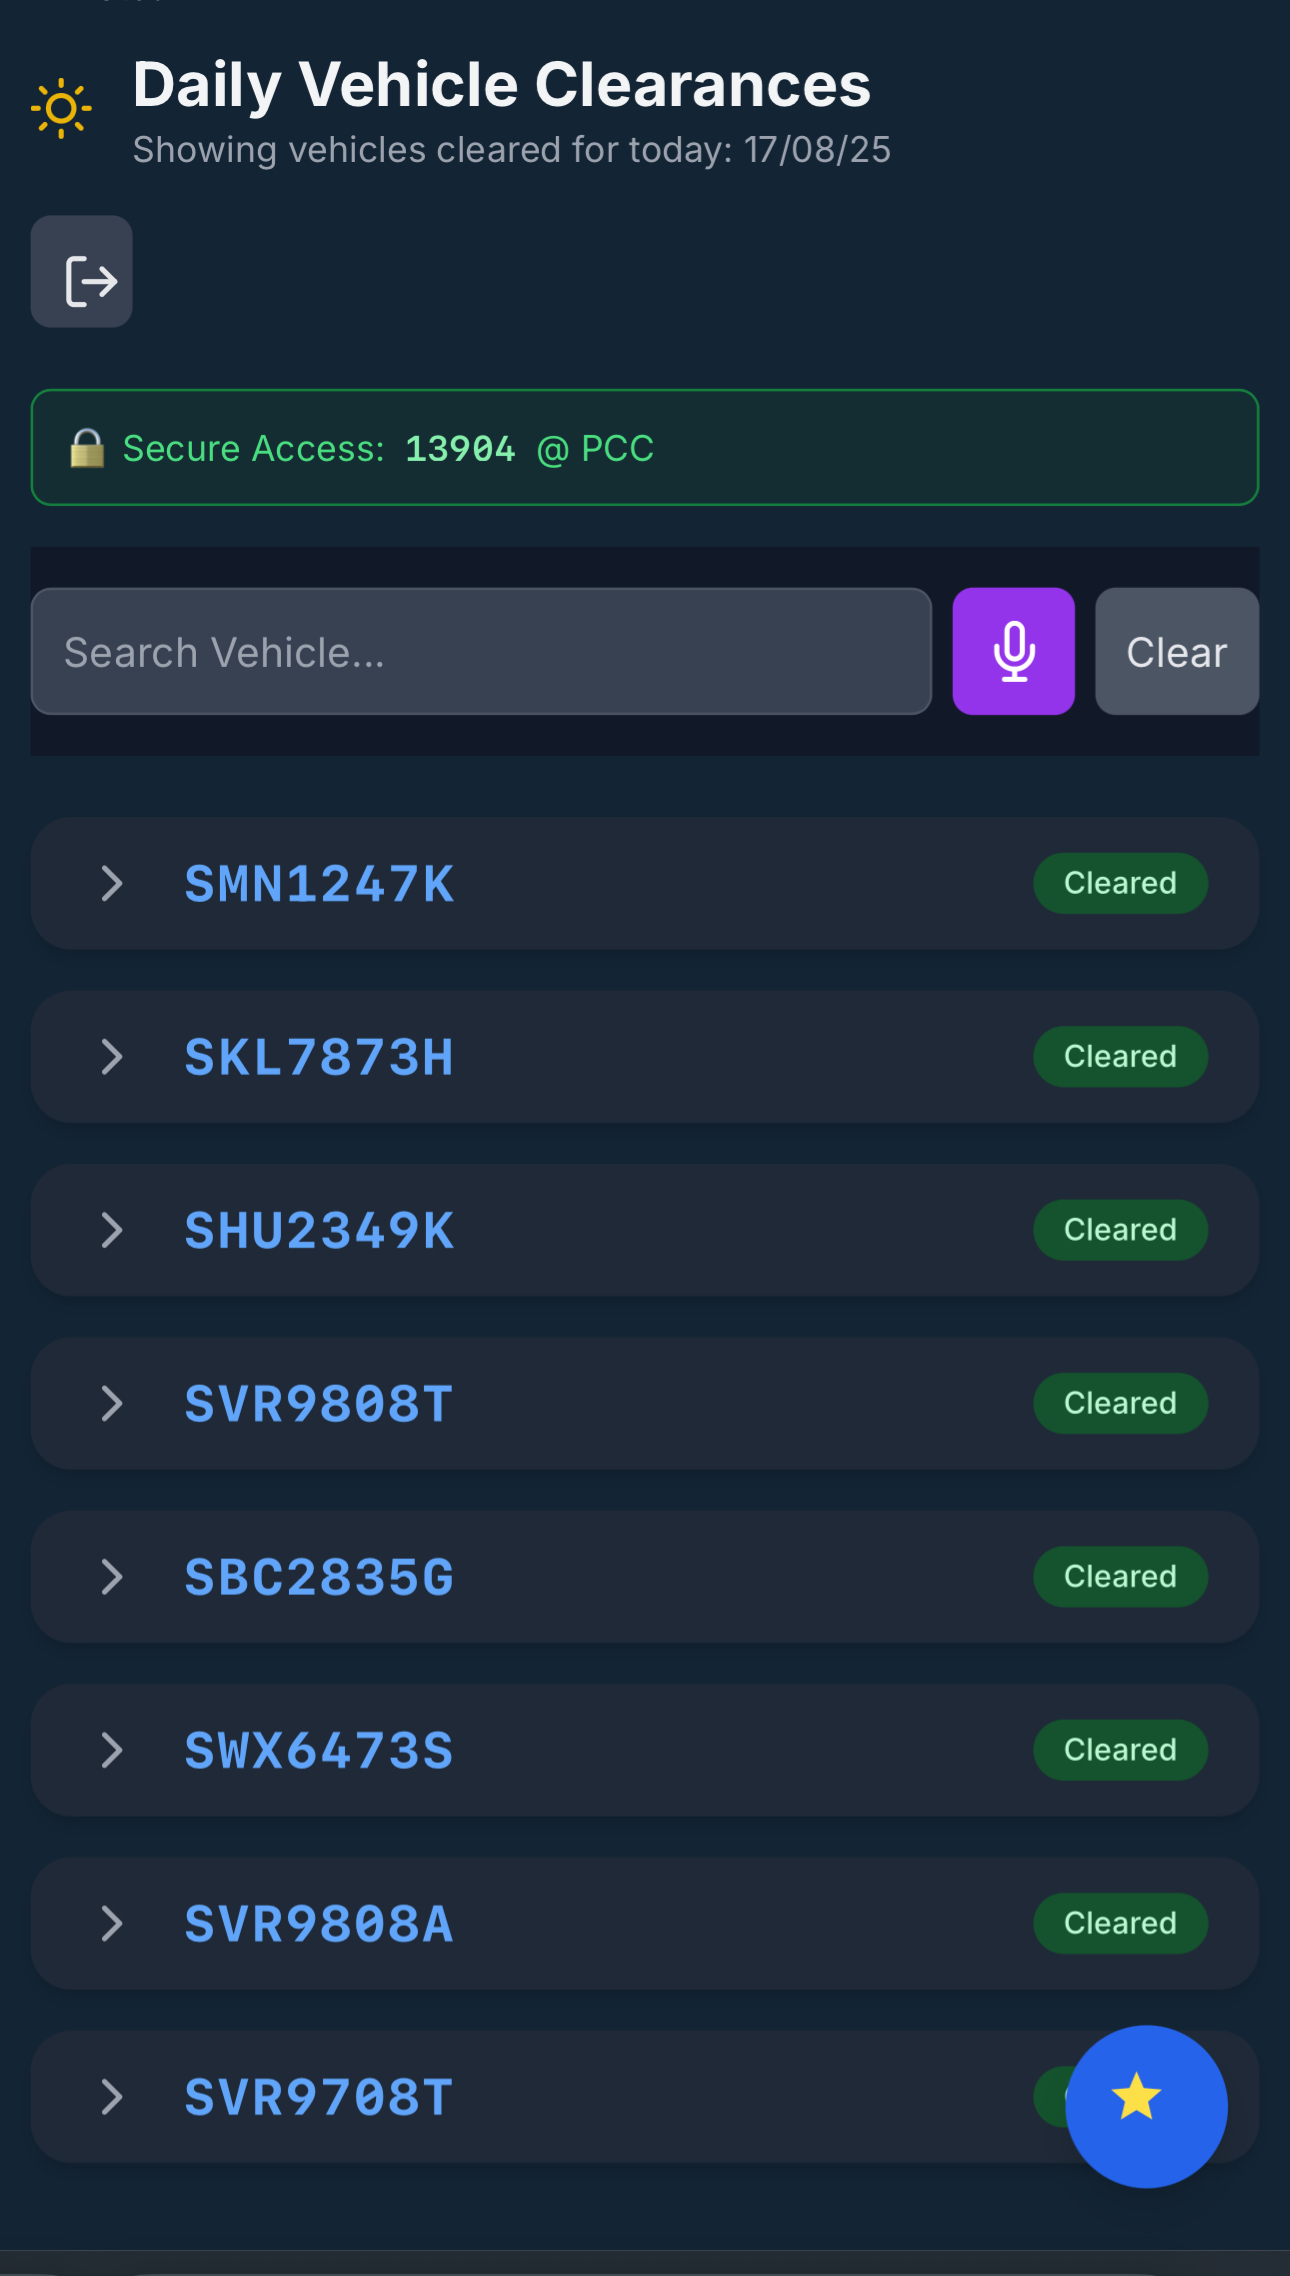 Daily Vehicle Clearances
Showing vehicles cleared for today: 17/08/25
Secure Access: 13904 @ PCC
Search Vehicle...
Clear
SMN1247K
Cleared
SKL7873H
Cleared
SHU2349K
Cleared
SVR9808T
Cleared
SBC2835G
Cleared
SWX6473S
Cleared
SVR9808A
Cleared
SVR9708T